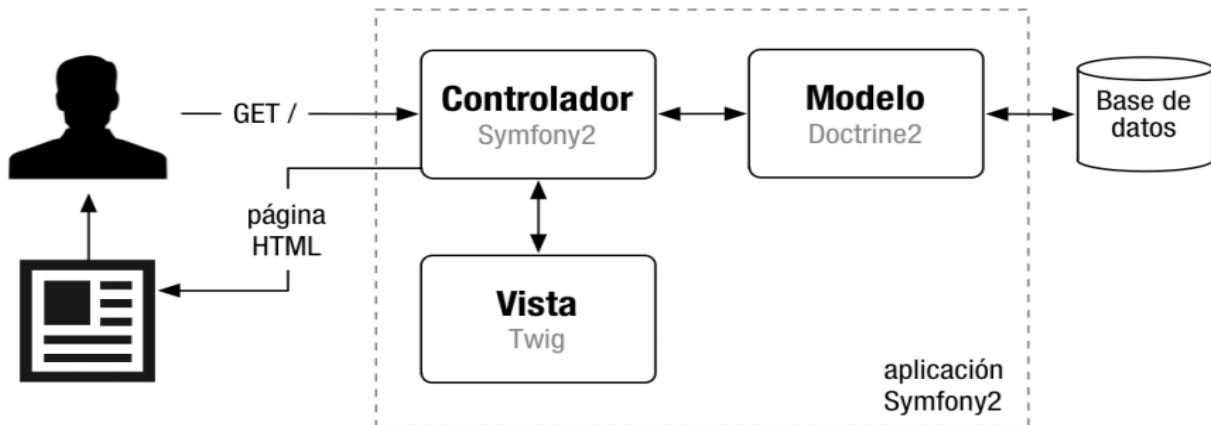 GET /
Controlador
Symfony2
Modelo
Doctrine2
Base de
datos
página
HTML
Vista
Twig
aplicación
Symfony2